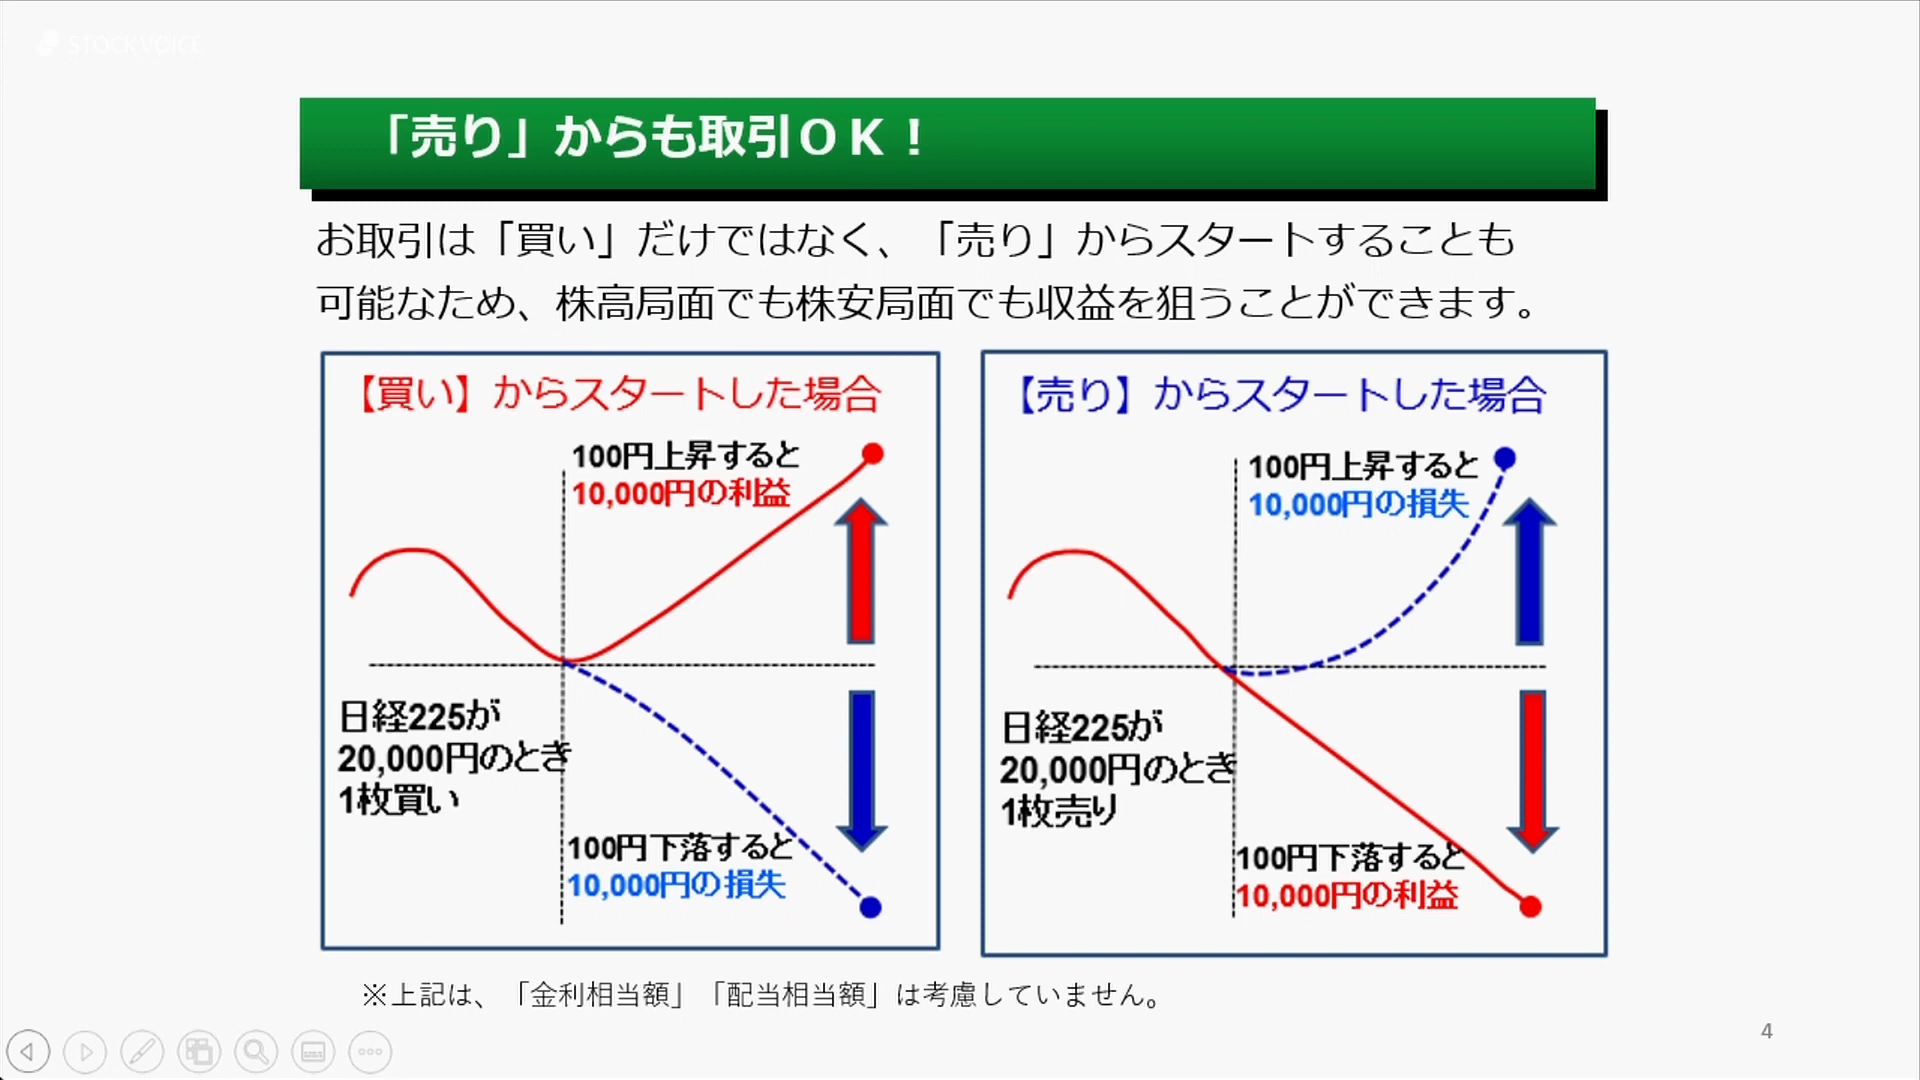 STOCKVOICE
「売り」からも取引ＯＫ！
お取引は「買い」だけではなく、「売り」からスタートすることも
可能なため、株高局面でも株安局面でも収益を狙うことができます。
【買い】からスタートした場合
100円上昇すると
10,000円の利益
日経225が
20,000円のとき
1枚買い
100円下落すると
10,000円の損失
【売り】からスタートした場合
100円上昇すると
10,000円の損失
日経225が
20,000円のとき
1枚売り
100円下落すると
10,000円の利益
※上記は、「金利相当額」「配当相当額」は考慮していません。
4